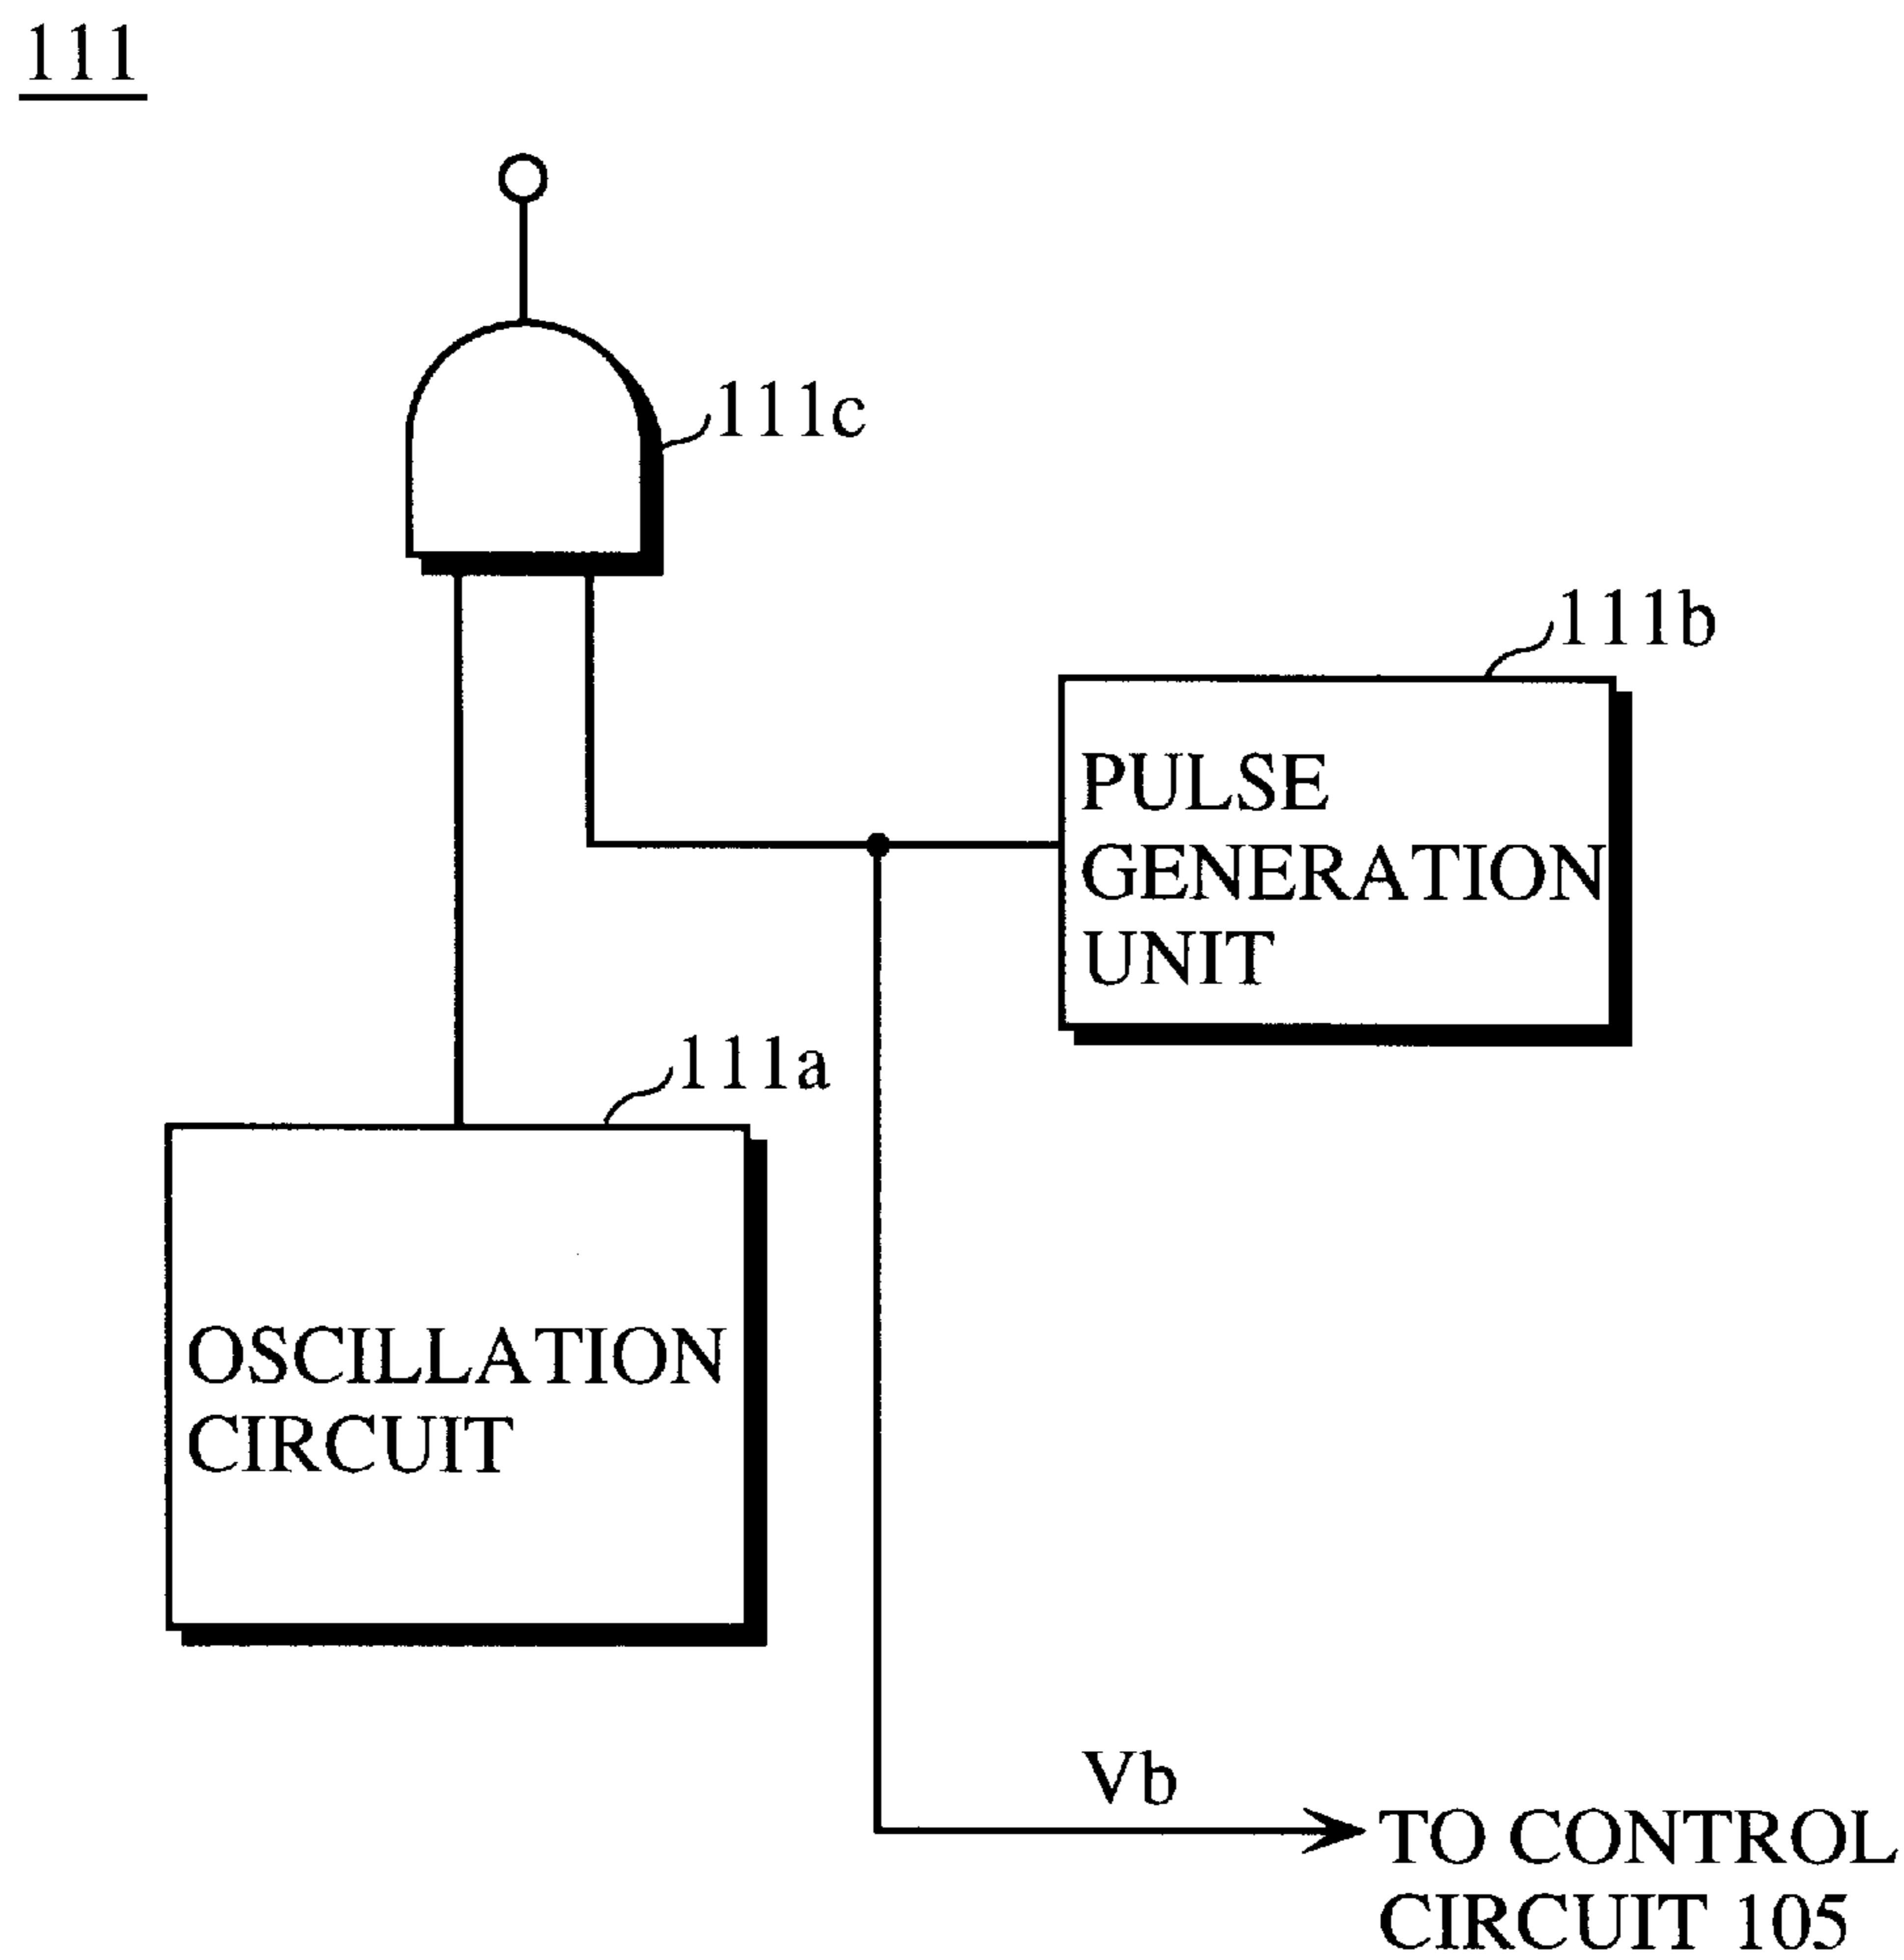 111
111c
111b
PULSE
GENERATION
UNIT
111a
OSCILLATION
CIRCUIT
Vb
TO CONTROL
CIRCUIT 105